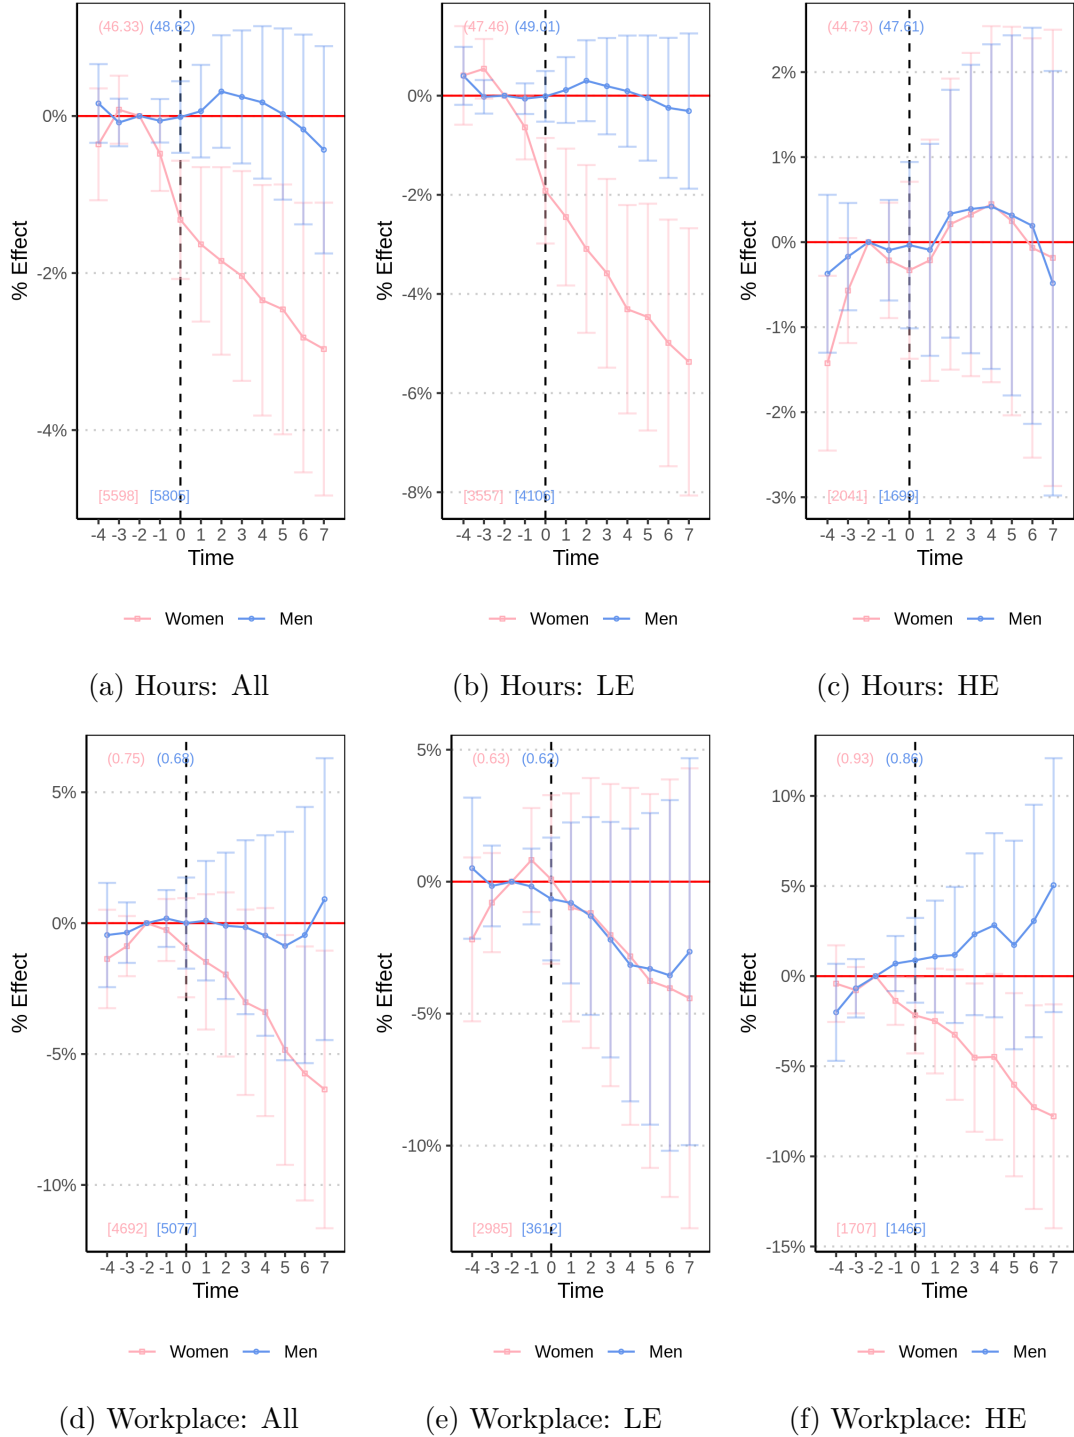 (46.33) (48.62)
0%
-2%
-4%
% Effect
[5598] [5805]
-4 -3 -2 -1 0 1 2 3 4 5 6 7
Time
Women Men
(a) Hours: All
(47.46) (49.01)
0%
-2%
-4%
-6%
-8%
% Effect
[3557] [4106]
-4 -3 -2 -1 0 1 2 3 4 5 6 7
Time
Women Men
(b) Hours: LE
(44.73) (47.61)
2%
1%
0%
-1%
-2%
-3%
% Effect
[2041] [1699]
-4 -3 -2 -1 0 1 2 3 4 5 6 7
Time
Women Men
(c) Hours: HE
(0.75) (0.68)
5%
0%
-5%
-10%
% Effect
[4692] [5077]
-4 -3 -2 -1 0 1 2 3 4 5 6 7
Time
Women Men
(d) Workplace: All
(0.63) (0.62)
5%
0%
-5%
-10%
% Effect
[2985] [3612]
-4 -3 -2 -1 0 1 2 3 4 5 6 7
Time
Women Men
(e) Workplace: LE
(0.93) (0.86)
10%
5%
0%
-5%
-10%
-15%
% Effect
[1707] [1465]
-4 -3 -2 -1 0 1 2 3 4 5 6 7
Time
Women Men
(f) Workplace: HE